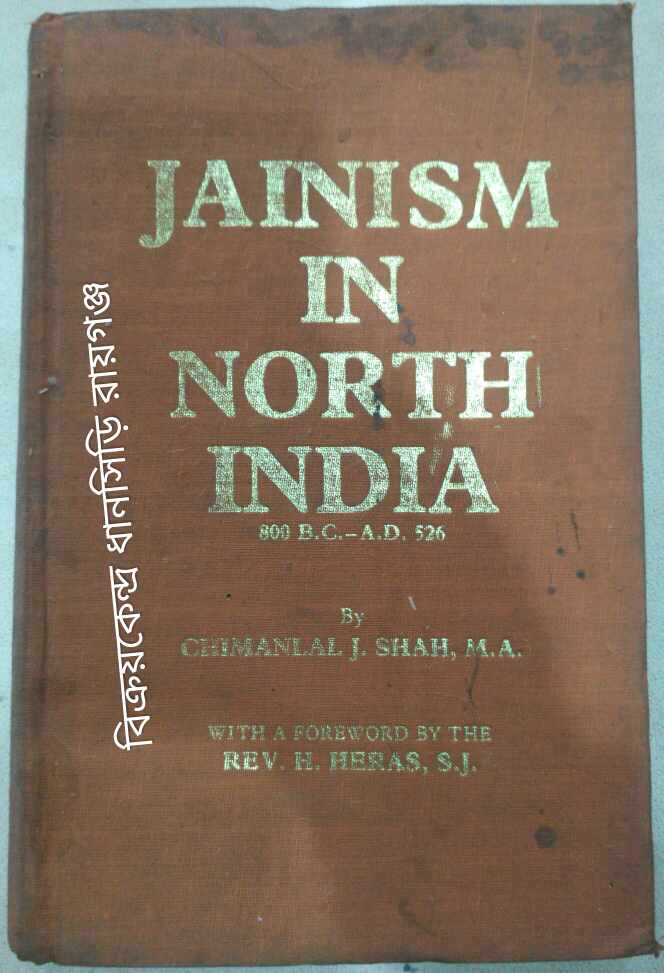 JAINISM
IN
NORTH
INDIA
800 B.C.–A.D. 526
By
CHIMANLAL J. SHAH, M.A.
WITH A FOREWORD BY THE
REV. H. HERAS, S.J.
বিক্রয়কেন্দ্র ধানসিড়ি রায়গঞ্জ